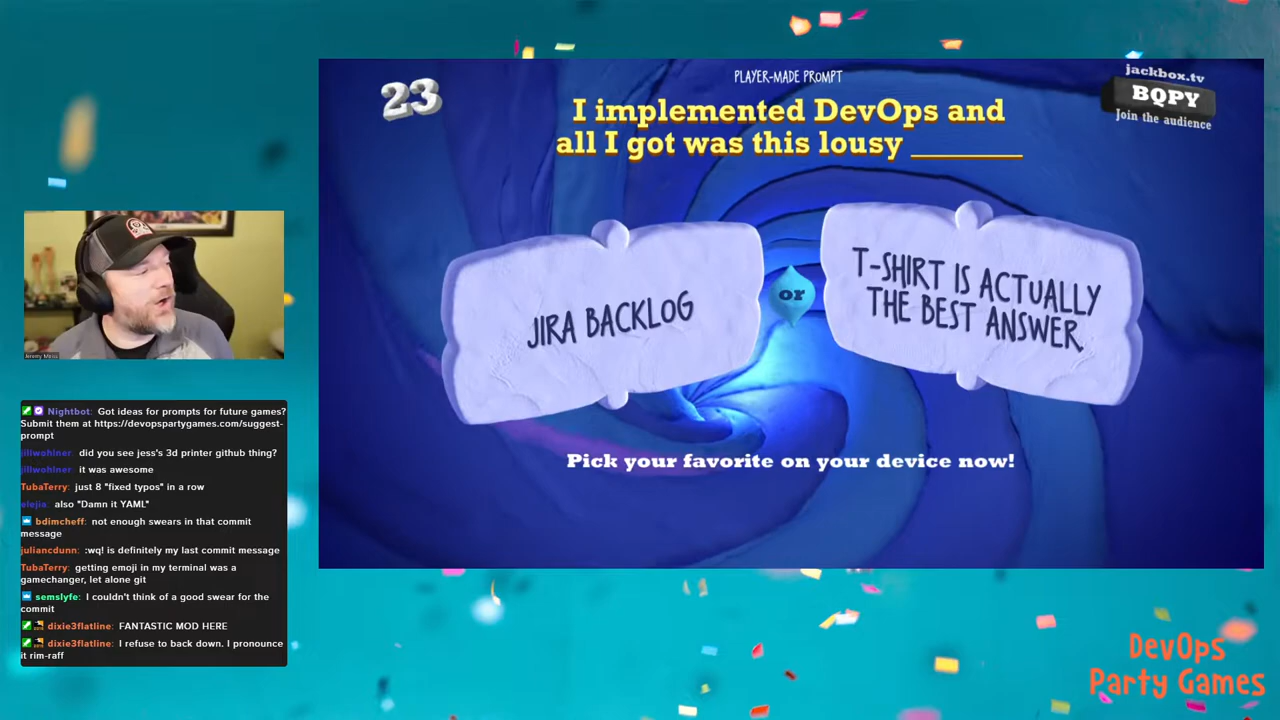 23
PLAYER-MADE PROMPT
I implemented DevOps and
all I got was this lousy ________
jackbox.tv
BQPY
Join the audience
JIRA BACKLOG
or
T-SHIRT IS ACTUALLY
THE BEST ANSWER
Pick your favorite on your device now!
Jeremy Meiss
Nightbot: Got ideas for prompts for future games?
Submit them at https://devopspartygames.com/suggest-
prompt
jillwohlner: did you see jess's 3d printer github thing?
jillwohlner: it was awesome
TubaTerry: just 8 "fixed typos" in a row
elejia: also "Damn it YAML"
bdimcheff: not enough swears in that commit
message
juliancdunn: :wq! is definitely my last commit message
TubaTerry: getting emoji in my terminal was a
gamechanger, let alone git
semslyfe: I couldn't think of a good swear for the
commit
dixie3flatline: FANTASTIC MOD HERE
dixie3flatline: I refuse to back down. I pronounce
it rim-raff
DevOps
Party Games